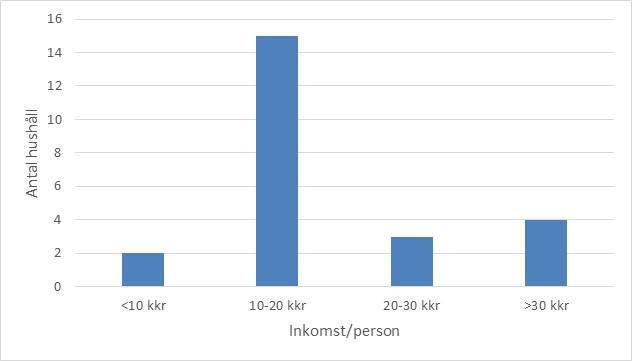 16
14
12
10
8
6
4
2
0
Antal hushåll
<10 kkr
10-20 kkr
20-30 kkr
>30 kkr
Inkomst/person